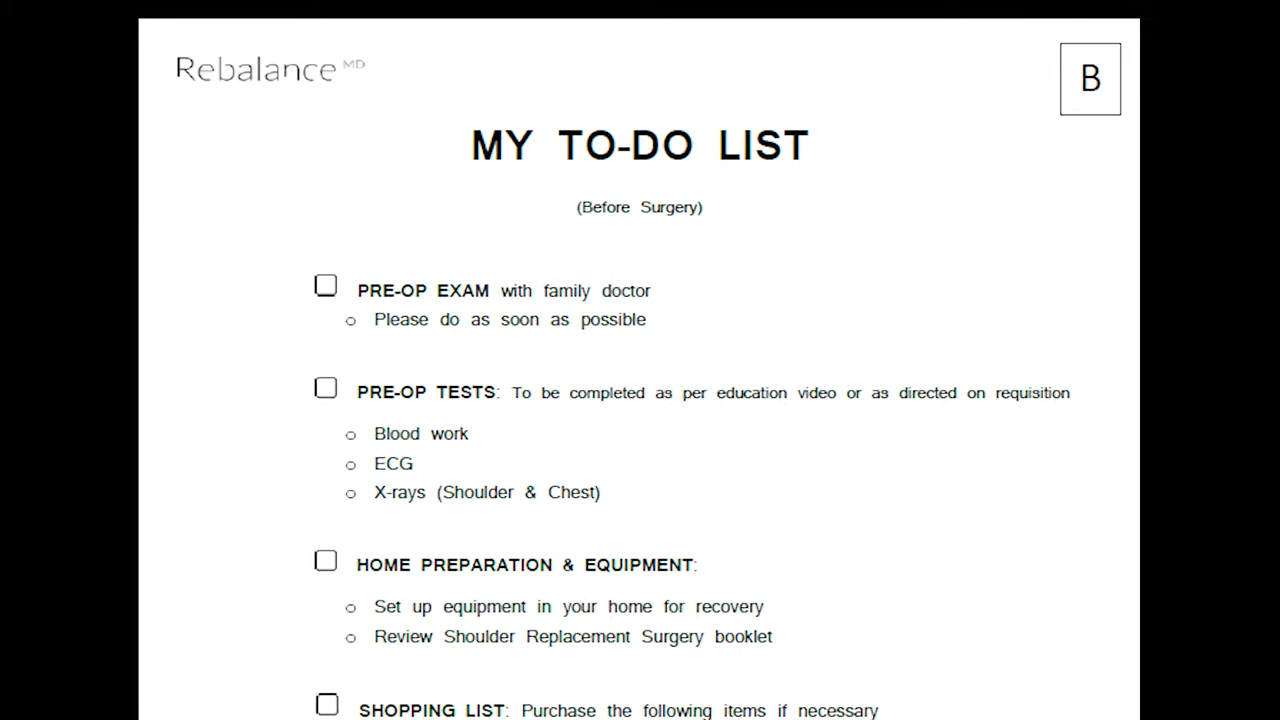 Rebalance MD
B
MY TO-DO LIST
(Before Surgery)
PRE-OP EXAM with family doctor
Please do as soon as possible
PRE-OP TESTS: To be completed as per education video or as directed on requisition
Blood work
ECG
X-rays (Shoulder & Chest)
HOME PREPARATION & EQUIPMENT:
Set up equipment in your home for recovery
Review Shoulder Replacement Surgery booklet
SHOPPING LIST: Purchase the following items if necessary